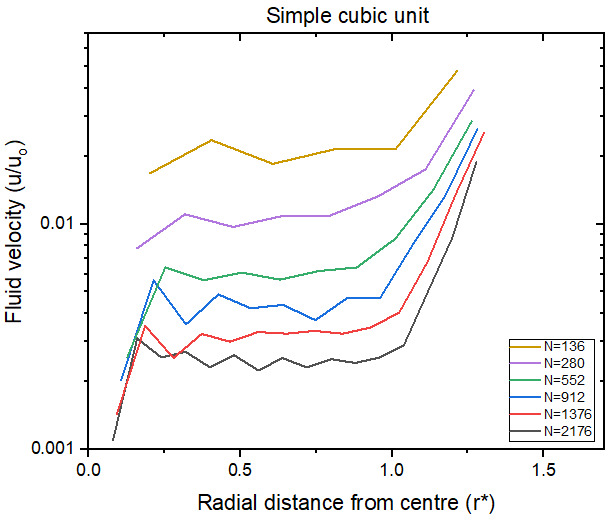 Simple cubic unit
Fluid velocity (u/u₀)
0.01
0.001
N=136
N=280
N=552
N=912
N=1376
N=2176
0.0
0.5
1.0
1.5
Radial distance from centre (r*)